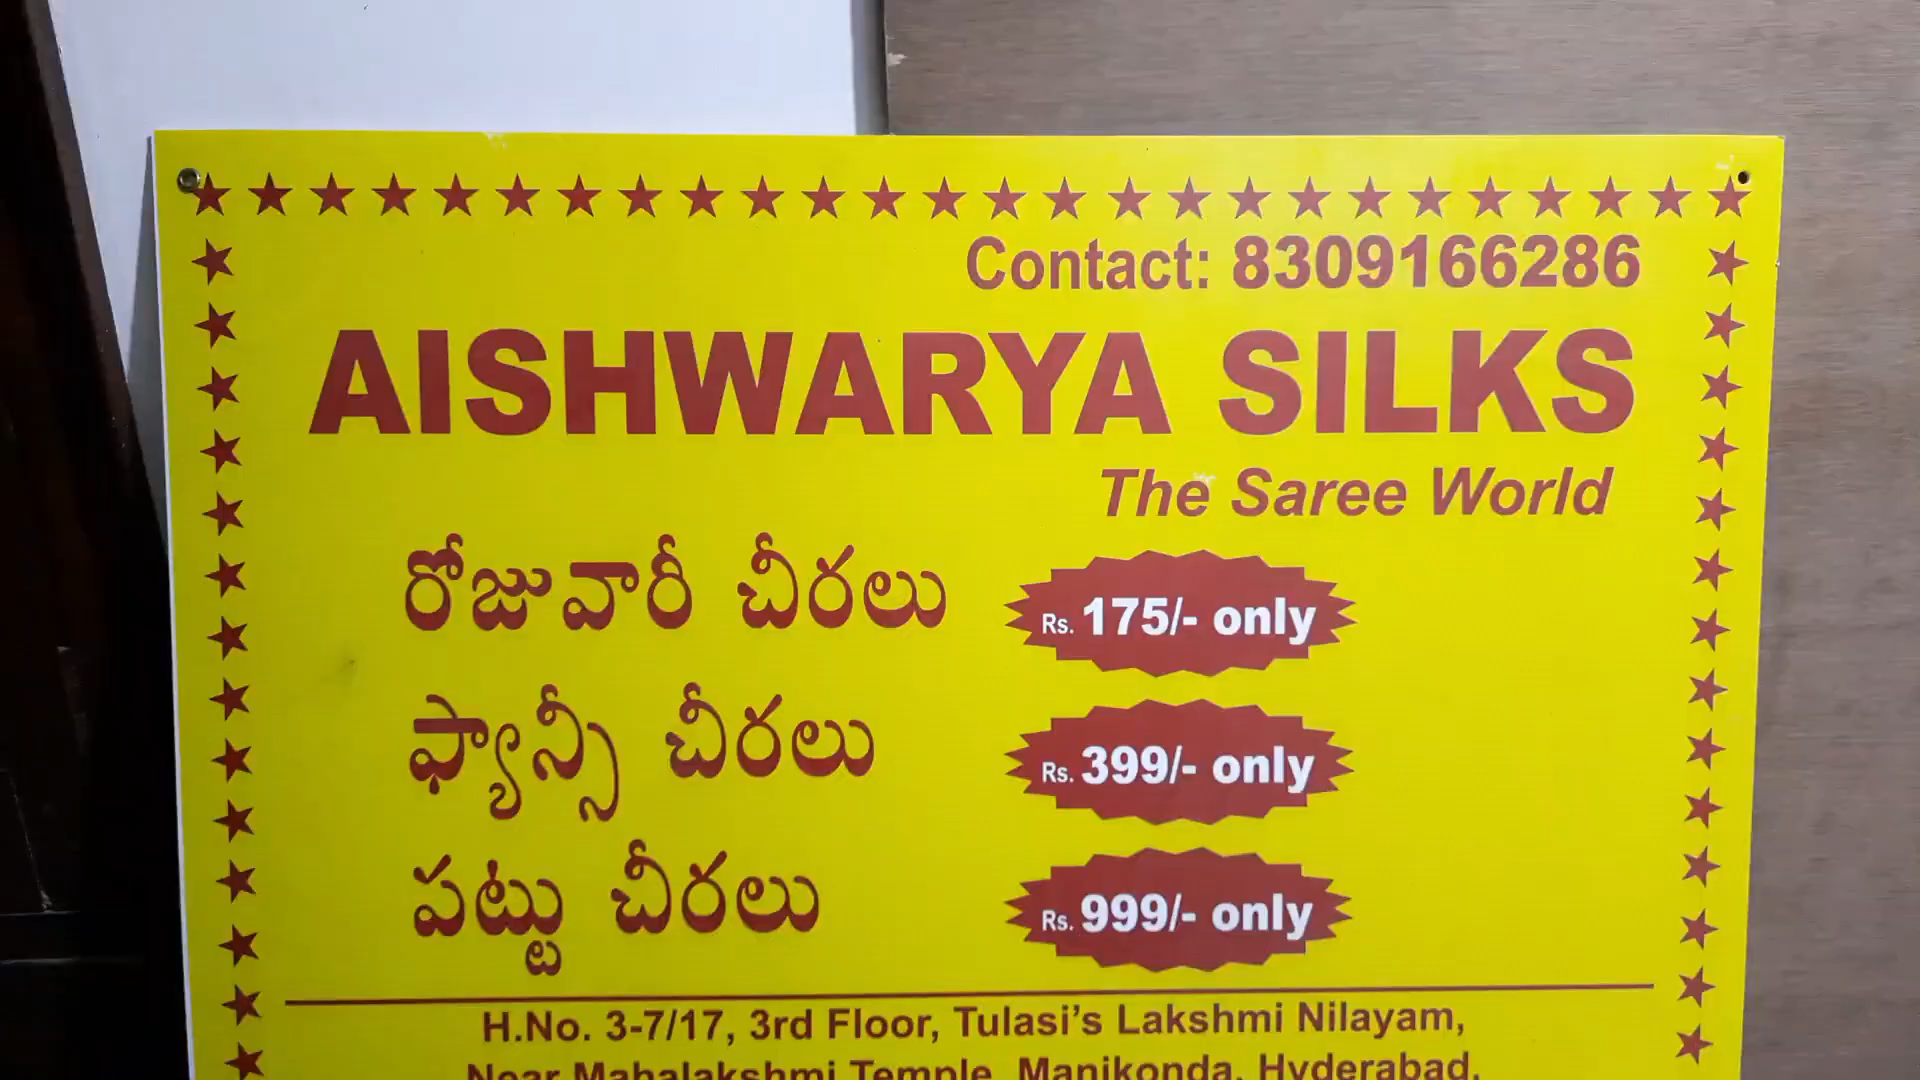 Contact: 8309166286
AISHWARYA SILKS
The Saree World
రోజువారీ చీరలు Rs. 175/- only
ఫ్యాన్సీ చీరలు Rs. 399/- only
పట్టు చీరలు Rs. 999/- only
H.No. 3-7/17, 3rd Floor, Tulasi's Lakshmi Nilayam,
Near Mahalakshmi Temple, Manikonda, Hyderabad.